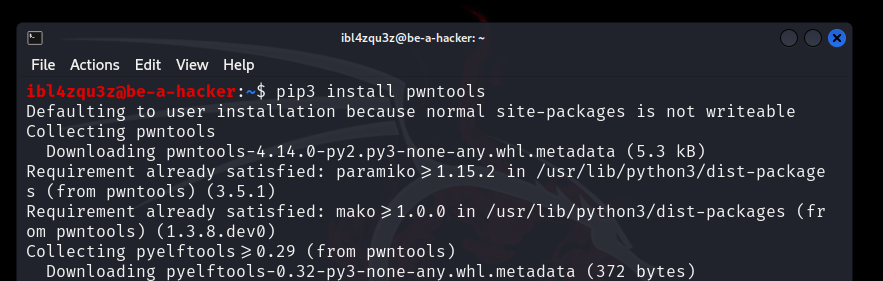 ibl4zqu3z@be-a-hacker: ~
File Actions Edit View Help
ibl4zqu3z@be-a-hacker:~$ pip3 install pwntools
Defaulting to user installation because normal site-packages is not writeable
Collecting pwntools
  Downloading pwntools-4.14.0-py2.py3-none-any.whl.metadata (5.3 kB)
Requirement already satisfied: paramiko>=1.15.2 in /usr/lib/python3/dist-package
s (from pwntools) (3.5.1)
Requirement already satisfied: mako>=1.0.0 in /usr/lib/python3/dist-packages (fr
om pwntools) (1.3.8.dev0)
Collecting pyelftools>=0.29 (from pwntools)
  Downloading pyelftools-0.32-py3-none-any.whl.metadata (372 bytes)